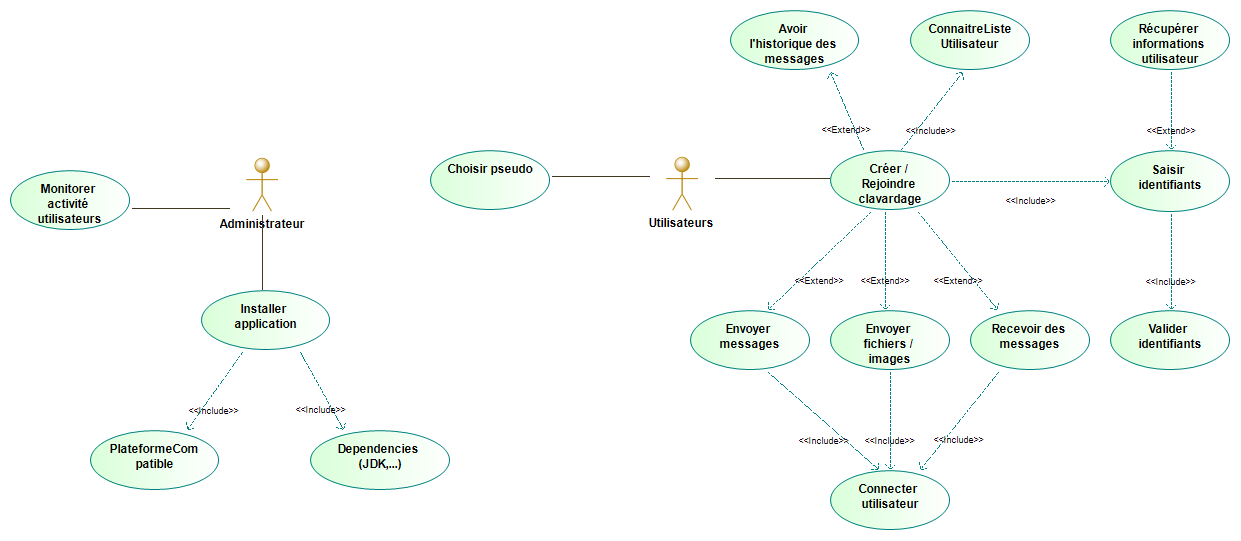 Avoir
l'historique des
messages
ConnaitreListe
Utilisateur
Récupérer
informations
utilisateur
<<Extend>>
<<Include>>
<<Extend>>
Choisir pseudo
Créer /
Rejoindre
clavardage
Saisir
identifiants
Monitorer
activité
utilisateurs
Administrateur
Utilisateurs
<<Include>>
<<Extend>>
<<Extend>>
<<Extend>>
<<Include>>
Installer
application
Envoyer
messages
Envoyer
fichiers /
images
Recevoir des
messages
Valider
identifiants
<<Include>>
<<Include>>
<<Include>>
<<Include>>
<<Include>>
PlateformeCom
patible
Dependencies
(JDK,...)
Connecter
utilisateur